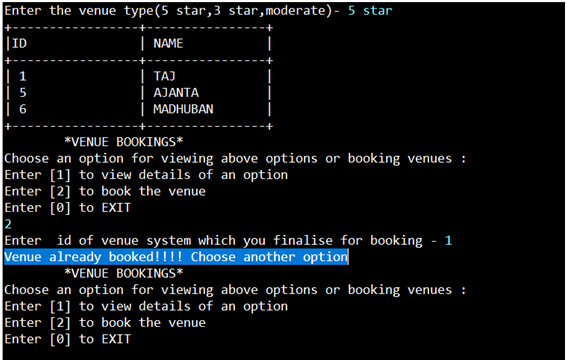 Enter the venue type(5 star,3 star,moderate)- 5 star
+----------------+---------------+
|ID              | NAME          |
+----------------+---------------+
| 1              | TAJ           |
| 5              | AJANTA        |
| 6              | MADHUBAN      |
+----------------+---------------+
        *VENUE BOOKINGS*
Choose an option for viewing above options or booking venues :
Enter [1] to view details of an option
Enter [2] to book the venue
Enter [0] to EXIT
2
Enter  id of venue system which you finalise for booking - 1
Venue already booked!!!! Choose another option
        *VENUE BOOKINGS*
Choose an option for viewing above options or booking venues :
Enter [1] to view details of an option
Enter [2] to book the venue
Enter [0] to EXIT